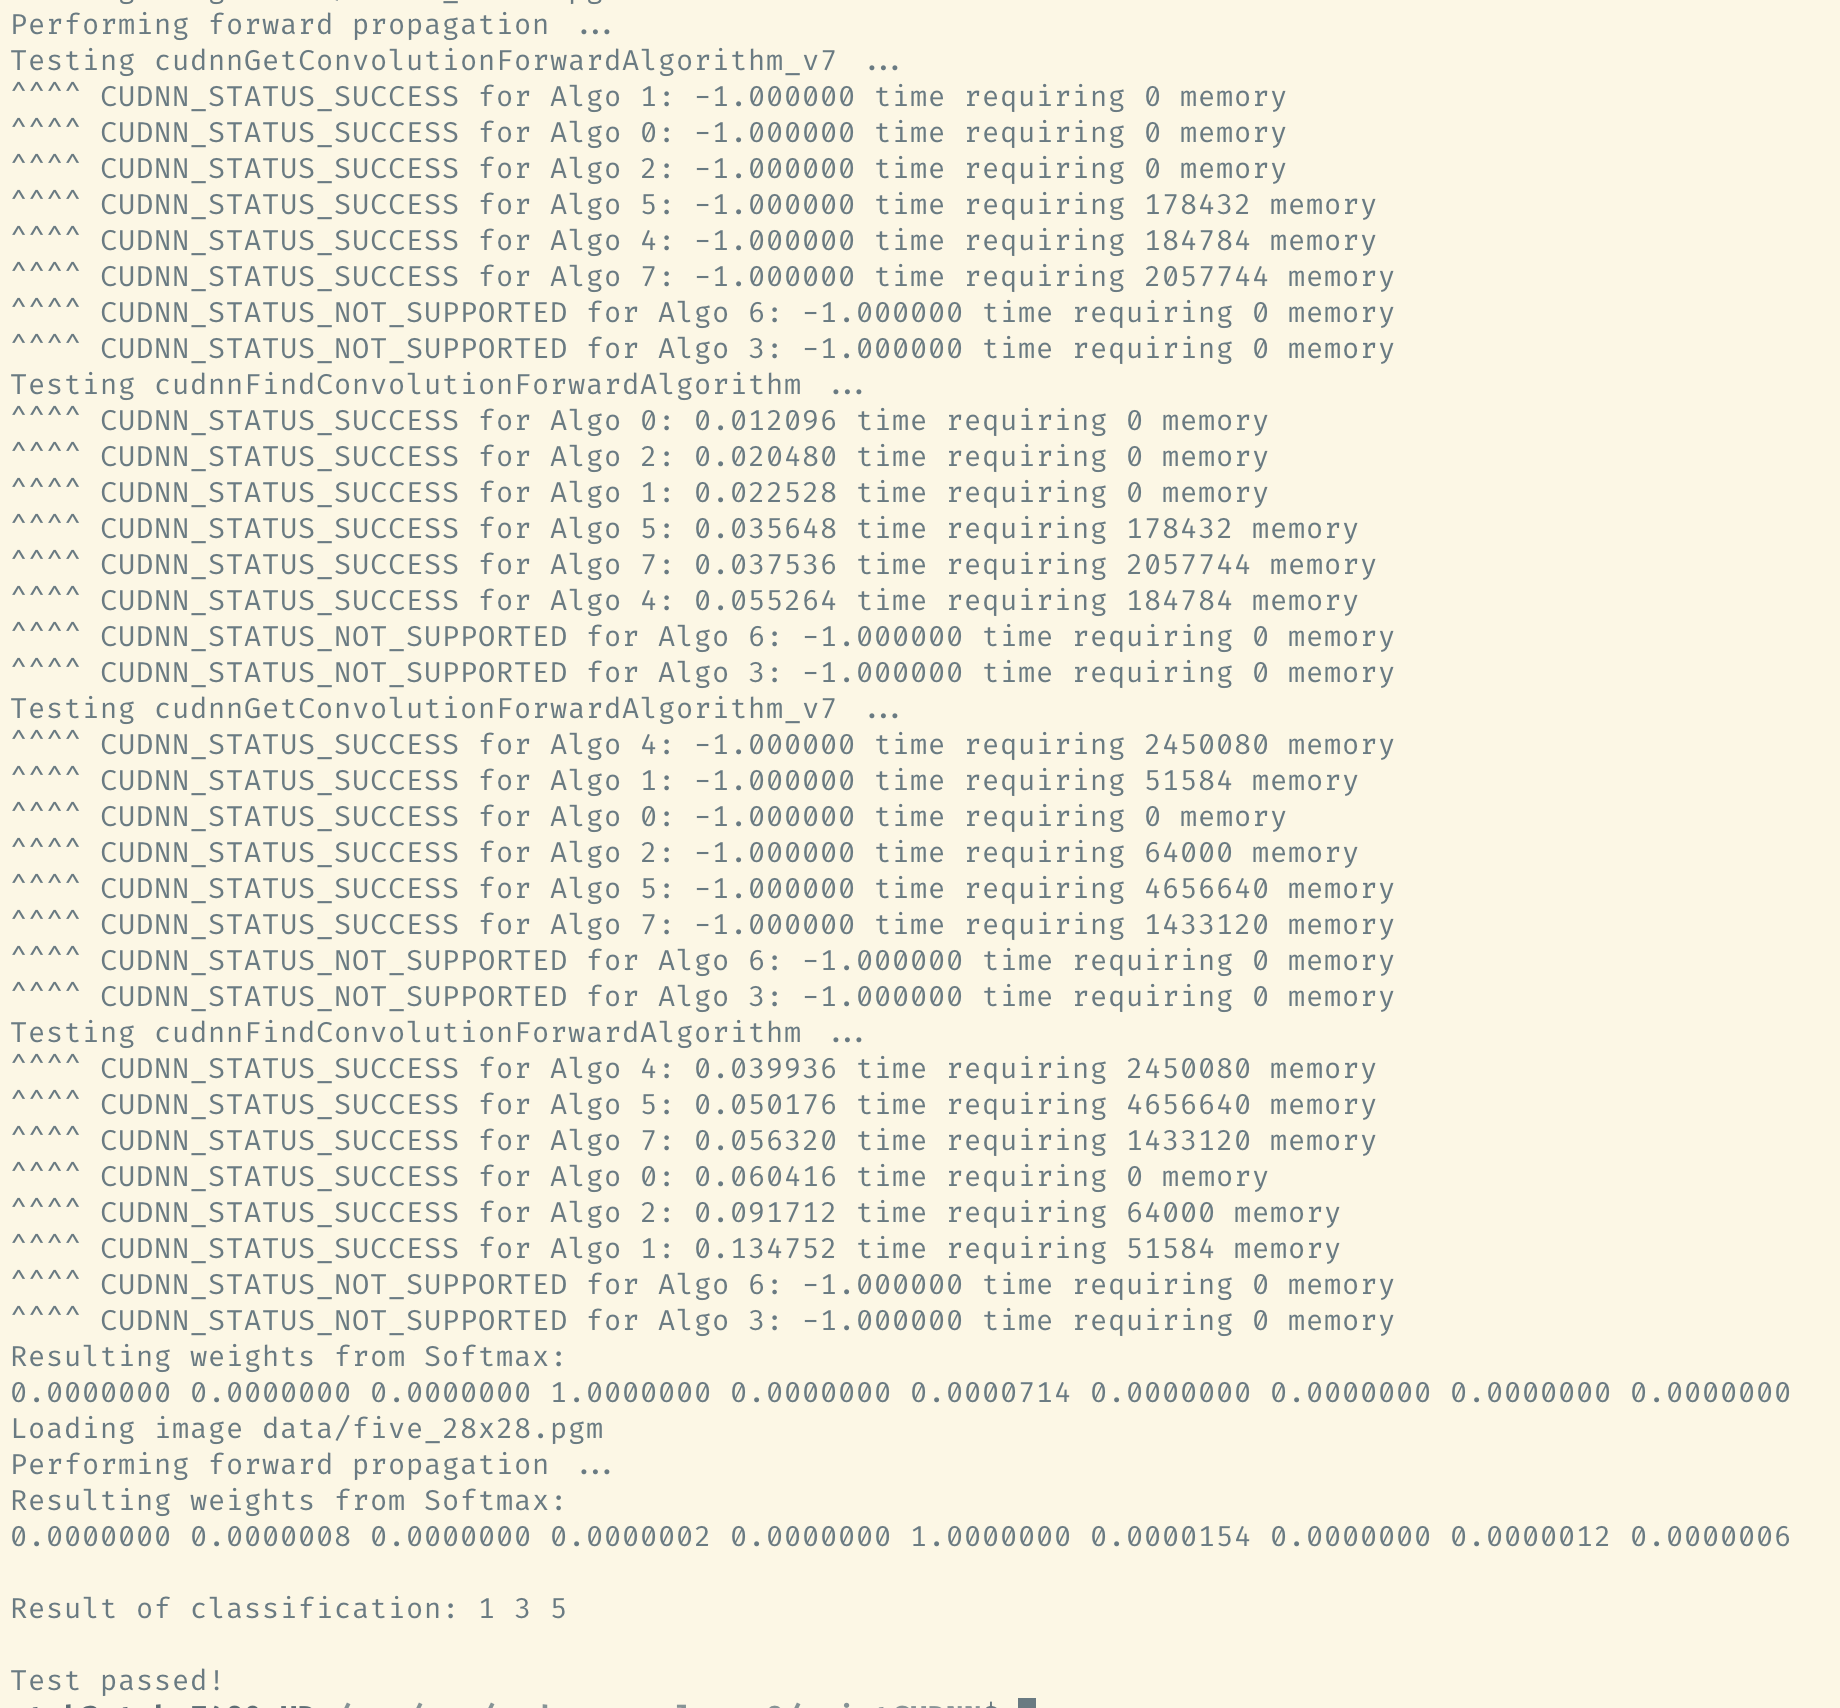 Performing forward propagation ...
Testing cudnnGetConvolutionForwardAlgorithm_v7 ...
^^^^ CUDNN_STATUS_SUCCESS for Algo 1: -1.000000 time requiring 0 memory
^^^^ CUDNN_STATUS_SUCCESS for Algo 0: -1.000000 time requiring 0 memory
^^^^ CUDNN_STATUS_SUCCESS for Algo 2: -1.000000 time requiring 0 memory
^^^^ CUDNN_STATUS_SUCCESS for Algo 5: -1.000000 time requiring 178432 memory
^^^^ CUDNN_STATUS_SUCCESS for Algo 4: -1.000000 time requiring 184784 memory
^^^^ CUDNN_STATUS_SUCCESS for Algo 7: -1.000000 time requiring 2057744 memory
^^^^ CUDNN_STATUS_NOT_SUPPORTED for Algo 6: -1.000000 time requiring 0 memory
^^^^ CUDNN_STATUS_NOT_SUPPORTED for Algo 3: -1.000000 time requiring 0 memory
Testing cudnnFindConvolutionForwardAlgorithm ...
^^^^ CUDNN_STATUS_SUCCESS for Algo 0: 0.012096 time requiring 0 memory
^^^^ CUDNN_STATUS_SUCCESS for Algo 2: 0.020480 time requiring 0 memory
^^^^ CUDNN_STATUS_SUCCESS for Algo 1: 0.022528 time requiring 0 memory
^^^^ CUDNN_STATUS_SUCCESS for Algo 5: 0.035648 time requiring 178432 memory
^^^^ CUDNN_STATUS_SUCCESS for Algo 7: 0.037536 time requiring 2057744 memory
^^^^ CUDNN_STATUS_SUCCESS for Algo 4: 0.055264 time requiring 184784 memory
^^^^ CUDNN_STATUS_NOT_SUPPORTED for Algo 6: -1.000000 time requiring 0 memory
^^^^ CUDNN_STATUS_NOT_SUPPORTED for Algo 3: -1.000000 time requiring 0 memory
Testing cudnnGetConvolutionForwardAlgorithm_v7 ...
^^^^ CUDNN_STATUS_SUCCESS for Algo 4: -1.000000 time requiring 2450080 memory
^^^^ CUDNN_STATUS_SUCCESS for Algo 1: -1.000000 time requiring 51584 memory
^^^^ CUDNN_STATUS_SUCCESS for Algo 0: -1.000000 time requiring 0 memory
^^^^ CUDNN_STATUS_SUCCESS for Algo 2: -1.000000 time requiring 64000 memory
^^^^ CUDNN_STATUS_SUCCESS for Algo 5: -1.000000 time requiring 4656640 memory
^^^^ CUDNN_STATUS_SUCCESS for Algo 7: -1.000000 time requiring 1433120 memory
^^^^ CUDNN_STATUS_NOT_SUPPORTED for Algo 6: -1.000000 time requiring 0 memory
^^^^ CUDNN_STATUS_NOT_SUPPORTED for Algo 3: -1.000000 time requiring 0 memory
Testing cudnnFindConvolutionForwardAlgorithm ...
^^^^ CUDNN_STATUS_SUCCESS for Algo 4: 0.039936 time requiring 2450080 memory
^^^^ CUDNN_STATUS_SUCCESS for Algo 5: 0.050176 time requiring 4656640 memory
^^^^ CUDNN_STATUS_SUCCESS for Algo 7: 0.056320 time requiring 1433120 memory
^^^^ CUDNN_STATUS_SUCCESS for Algo 0: 0.060416 time requiring 0 memory
^^^^ CUDNN_STATUS_SUCCESS for Algo 2: 0.091712 time requiring 64000 memory
^^^^ CUDNN_STATUS_SUCCESS for Algo 1: 0.134752 time requiring 51584 memory
^^^^ CUDNN_STATUS_NOT_SUPPORTED for Algo 6: -1.000000 time requiring 0 memory
^^^^ CUDNN_STATUS_NOT_SUPPORTED for Algo 3: -1.000000 time requiring 0 memory
Resulting weights from Softmax:
0.0000000 0.0000000 0.0000000 1.0000000 0.0000000 0.0000714 0.0000000 0.0000000 0.0000000 0.0000000
Loading image data/five_28x28.pgm
Performing forward propagation ...
Resulting weights from Softmax:
0.0000000 0.0000008 0.0000000 0.0000002 0.0000000 1.0000000 0.0000154 0.0000000 0.0000012 0.0000006
Result of classification: 1 3 5
Test passed!